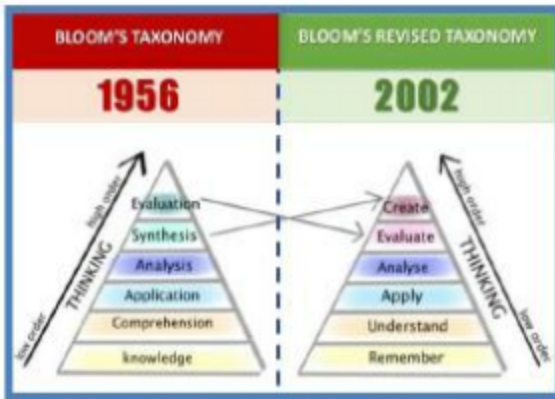 BLOOM'S TAXONOMY
1956
high order
THINKING
low order
Evaluation
Synthesis
Analysis
Application
Comprehension
knowledge
BLOOM'S REVISED TAXONOMY
2002
Create
Evaluate
Analyse
Apply
Understand
Remember
high order
THINKING
low order